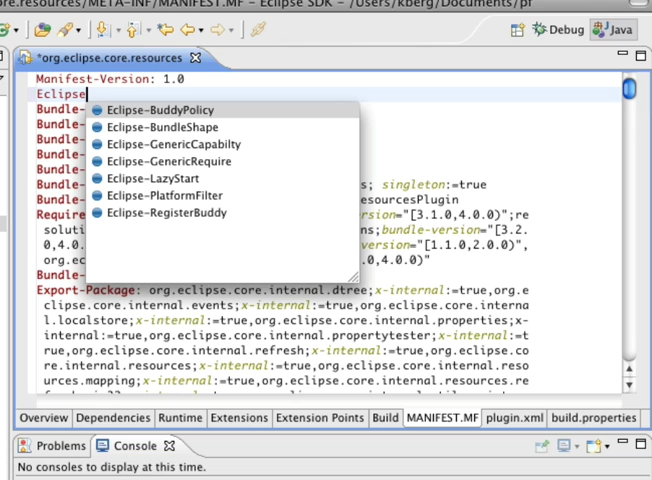 re.resources/META-INF/MANIFEST.MF - Eclipse SDK - /Users/kberg/Documents/pf
Debug Java
*org.eclipse.core.resources
Manifest-Version: 1.0
Eclipse
Bundle-
Eclipse-BuddyPolicy
Bundle-
Eclipse-BundleShape
Bundle-
Eclipse-GenericCapabilty
Bundle-
Eclipse-GenericRequire
Bundle-
Eclipse-LazyStart
Bundle- s; singleton:=true
Eclipse-PlatformFilter
Bundle- esourcesPlugin
Eclipse-RegisterBuddy
Require ersion="[3.1.0,4.0.0)";re
solutio ns;bundle-version="[3.2.
0,4.0. version="[1.1.0,2.0.0)",
org.ec .0,4.0.0)"
Bundle-
Export-Package: org.eclipse.core.internal.dtree;x-internal:=true,org.e
clipse.core.internal.events;x-internal:=true,org.eclipse.core.interna
l.localstore;x-internal:=true,org.eclipse.core.internal.properties;x-
internal:=true,org.eclipse.core.internal.propertytester;x-internal:=t
rue,org.eclipse.core.internal.refresh;x-internal:=true,org.eclipse.co
re.internal.resources;x-internal:=true,org.eclipse.core.internal.reso
urces.mapping;x-internal:=true,org.eclipse.core.internal.resources.re
Overview Dependencies Runtime Extensions Extension Points Build MANIFEST.MF plugin.xml build.properties
Problems Console
No consoles to display at this time.